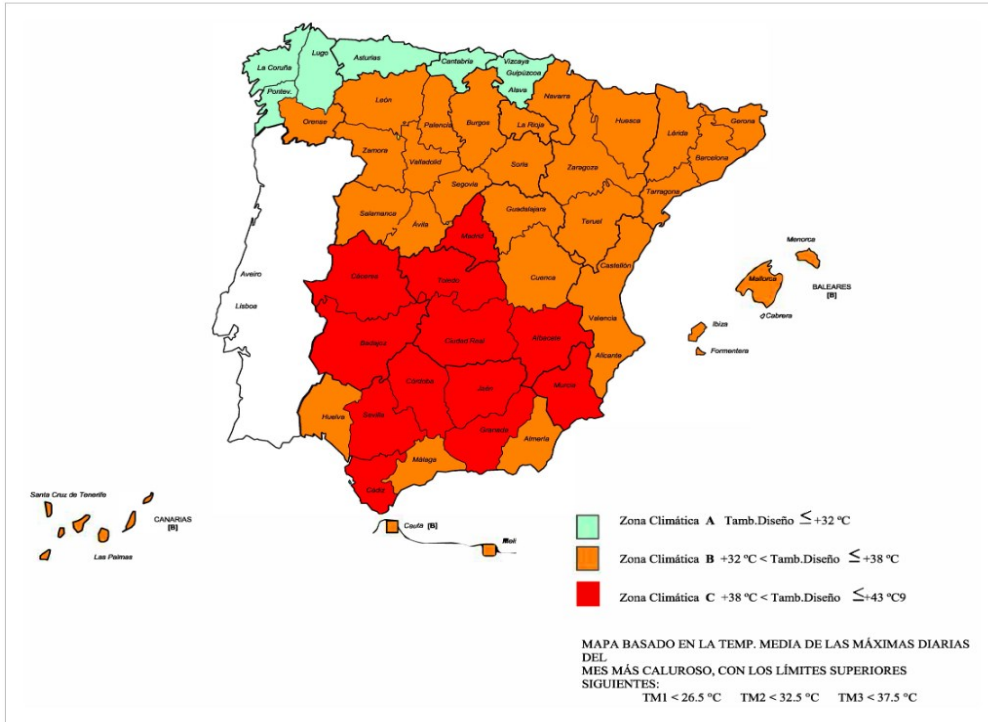 Lugo
La Coruña
Asturias
Cantabria
Vizcaya
Guipúzcoa
Alava
Pontev.
Orense
León
Palencia
Burgos
Navarra
La Rioja
Huesca
Lérida
Gerona
Barcelona
Zamora
Valladolid
Soria
Zaragoza
Tarragona
Segovia
Salamanca
Ávila
Guadalajara
Teruel
Madrid
Castellón
Menorca
Mallorca
BALEARES
[B]
Cabrera
Ibiza
Formentera
Aveiro
Lisboa
Cáceres
Toledo
Cuenca
Valencia
Badajoz
Ciudad Real
Albacete
Alicante
Córdoba
Jaén
Murcia
Huelva
Sevilla
Granada
Almería
Málaga
Cádiz
Santa Cruz de Tenerife
CANARIAS
[B]
Las Palmas
Ceuta [B]
Zona Climática A Tamb.Diseño ≤ +32 ºC
Zona Climática B +32 ºC < Tamb.Diseño ≤ +38 ºC
Zona Climática C +38 ºC < Tamb.Diseño ≤+43 ºC9
MAPA BASADO EN LA TEMP. MEDIA DE LAS MÁXIMAS DIARIAS
DEL
MES MÁS CALUROSO, CON LOS LÍMITES SUPERIORES
SIGUIENTES:
TM1 < 26.5 ºC TM2 < 32.5 ºC TM3 < 37.5 ºC